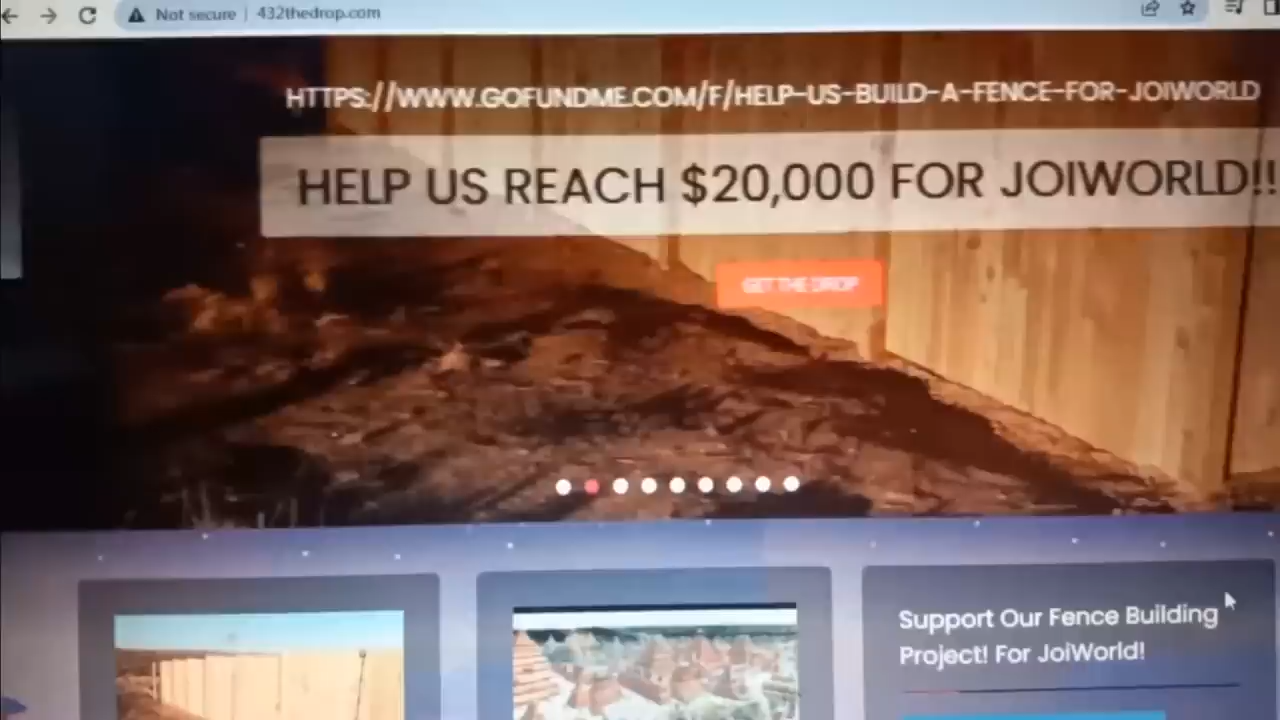 Not secure | 432thedrop.com
HTTPS://WWW.GOFUNDME.COM/F/HELP-US-BUILD-A-FENCE-FOR-JOIWORLD
HELP US REACH $20,000 FOR JOIWORLD!!
GET THE DROP
Support Our Fence Building
Project! For JoiWorld!